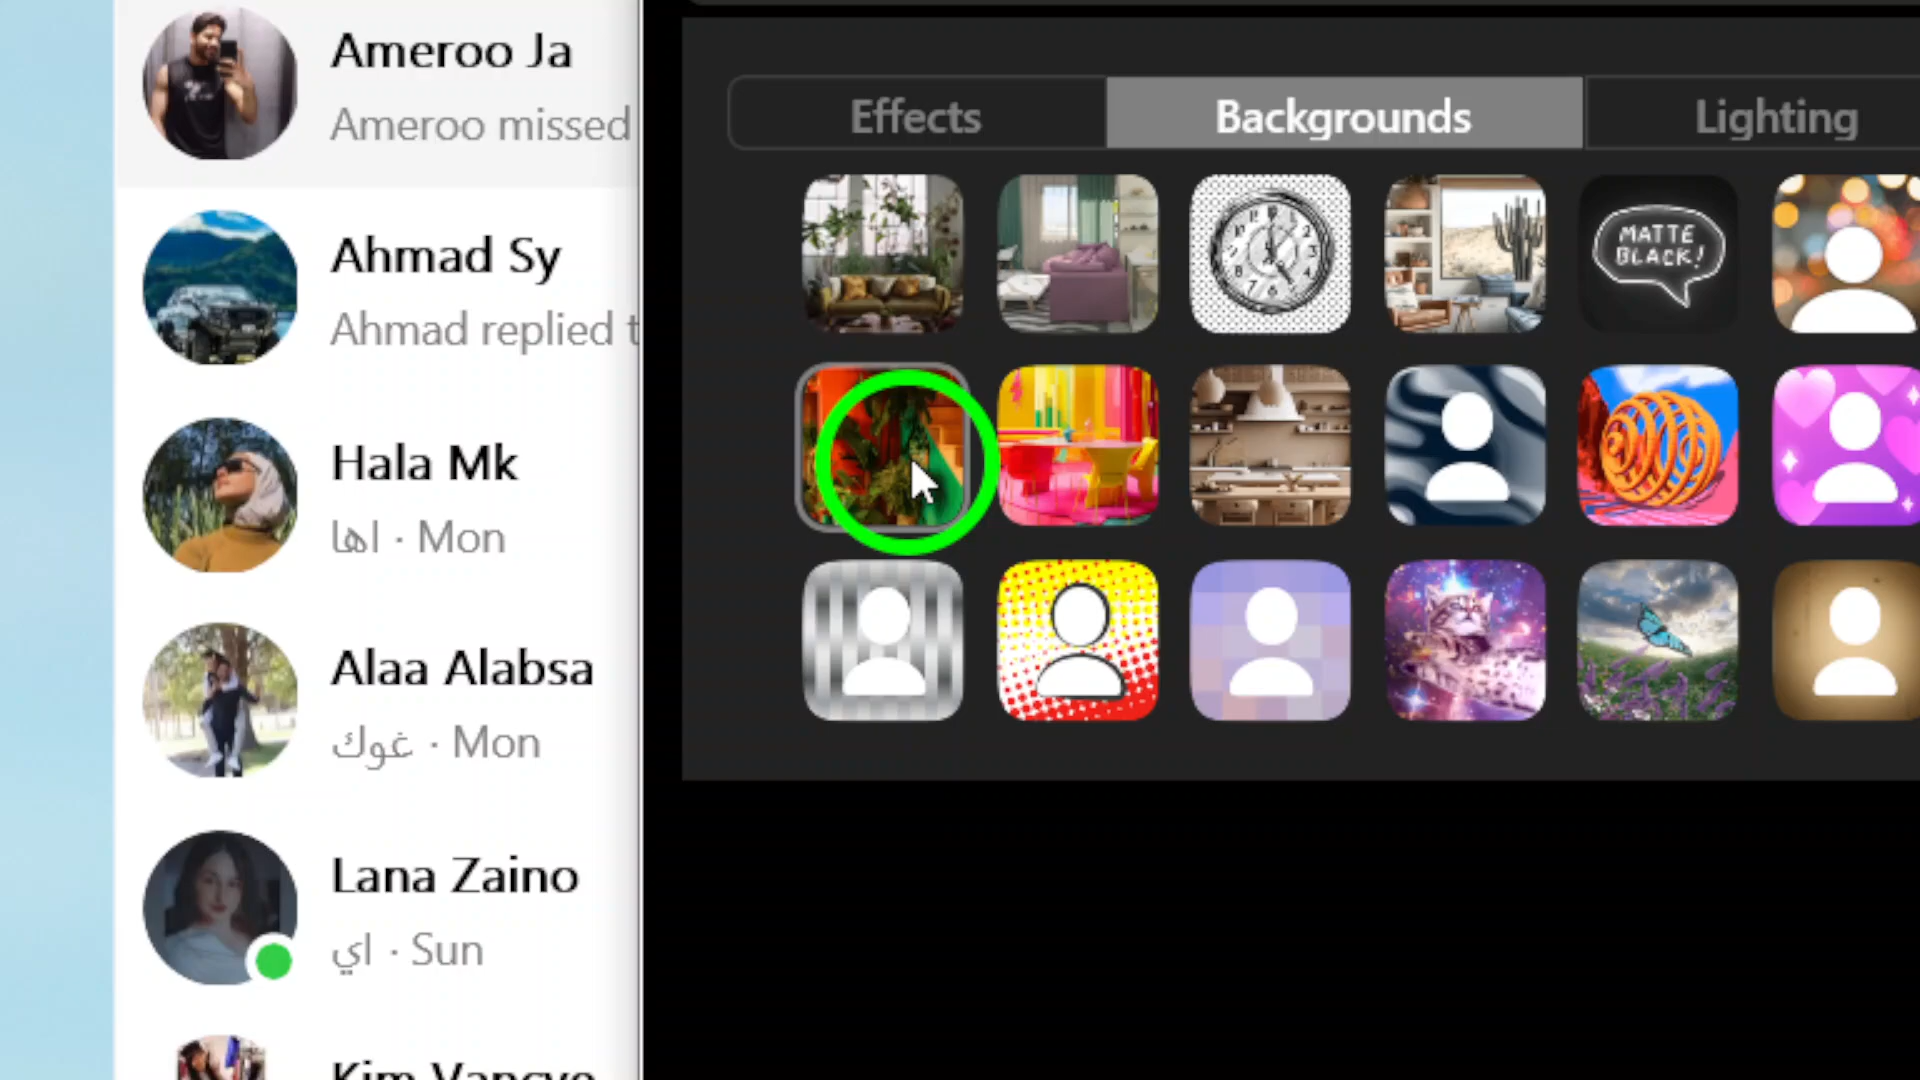 Ameroo Ja
Ameroo missed
Ahmad Sy
Ahmad replied t
Hala Mk
اها · Mon
Alaa Alabsa
غوك · Mon
Lana Zaino
اي · Sun
Effects
Backgrounds
Lighting
MATTE
BLACK!